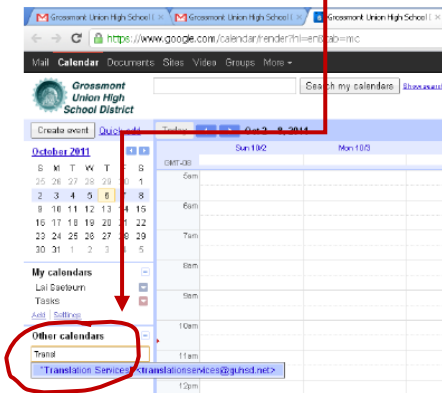 Grossmont Union High School D × Grossmont Union High School D × Grossmont Union High School D ×
https://www.google.com/calendar/render?hl=en&tab=mc
Mail Calendar Documents Sites Video Groups More
Grossmont
Union High
School District
Search my calendars
Create event Quick add
Today Oct 2 – 8, 2011
October 2011
Sun 10/2 Mon 10/3
GMT-08
S M T W T F S
25 26 27 28 29 30 1
2 3 4 5 6 7 8
9 10 11 12 13 14 15
16 17 18 19 20 21 22
23 24 25 26 27 28 29
30 31 1 2 3 4 5
5am
6am
7am
8am
9am
10am
11am
12pm
My calendars
Lai Saeteurn
Tasks
Add Settings
Other calendars
Transl
"Translation Services" <translationservices@guhsd.net>